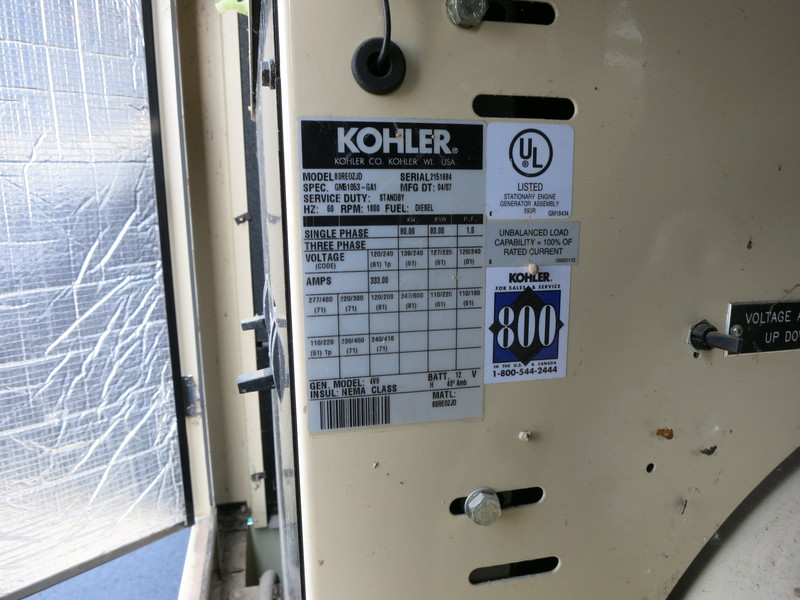 KOHLER®
KOHLER CO. KOHLER WI. USA
MODEL 80REOZJD SERIAL 2151684
SPEC. GM51053-GA1 MFG DT: 04/07
SERVICE DUTY: STANDBY
HZ: 60 RPM: 1800 FUEL: DIESEL
KW KVA P.F.
SINGLE PHASE 80.00 80.00 1.0
THREE PHASE
VOLTAGE 120/240 139/240 127/220 120/240
(CODE) (61) 1p (61) (61) (01)
AMPS 333.00
277/480 220/380 120/208 347/600 110/220 110/190
(71) (71) (61) (01) (61)
110/220 230/400 240/416
(61) 1p (71) (71)
GEN. MODEL: 4V9 BATT. 12 V
INSUL: NEMA CLASS H 40° Amb
MATL:
80REOZJD
UL
®
LISTED
STATIONARY ENGINE
GENERATOR ASSEMBLY
UNBALANCED LOAD
CAPABILITY = 100% OF
RATED CURRENT
KOHLER
FOR SALES & SERVICE
800
IN THE U.S. & CANADA
1-800-544-2444
VOLTAGE A
UP DOW